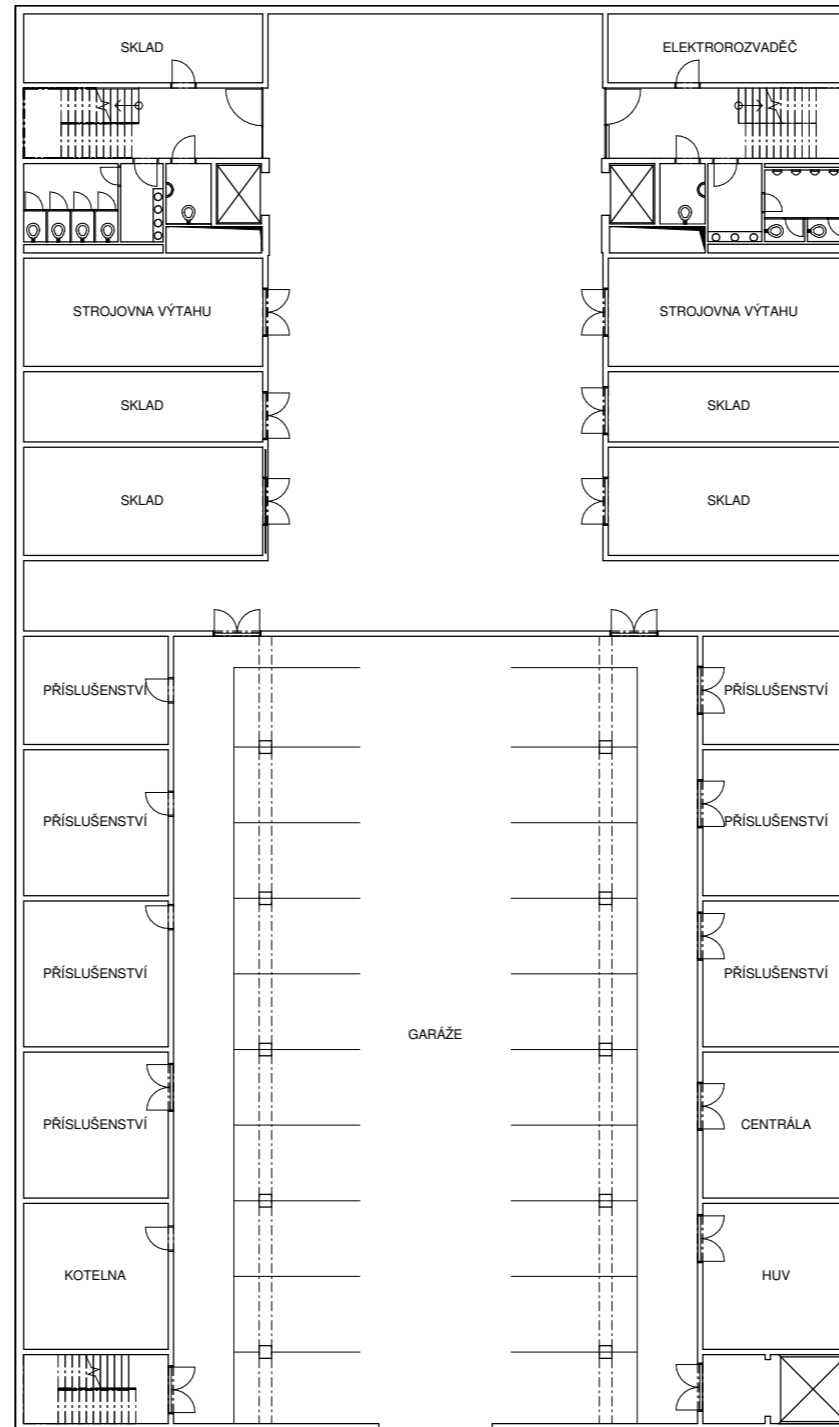 SKLAD
ELEKTROROZVADĚČ
STROJOVNA VÝTAHU
STROJOVNA VÝTAHU
SKLAD
SKLAD
SKLAD
SKLAD
PŘÍSLUŠENSTVÍ
PŘÍSLUŠENSTVÍ
PŘÍSLUŠENSTVÍ
PŘÍSLUŠENSTVÍ
PŘÍSLUŠENSTVÍ
PŘÍSLUŠENSTVÍ
GARÁŽE
PŘÍSLUŠENSTVÍ
CENTRÁLA
KOTELNA
HUV